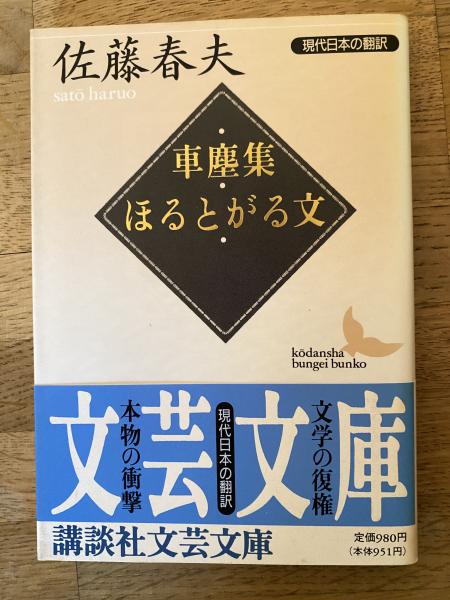 現代日本の翻訳
佐藤春夫
satō haruo
車塵集
ほるとがる文
kōdansha
bungei bunko
文芸文庫
文学の復権
現代日本の翻訳
本物の衝撃
講談社文芸文庫
定価980円
（本体951円）